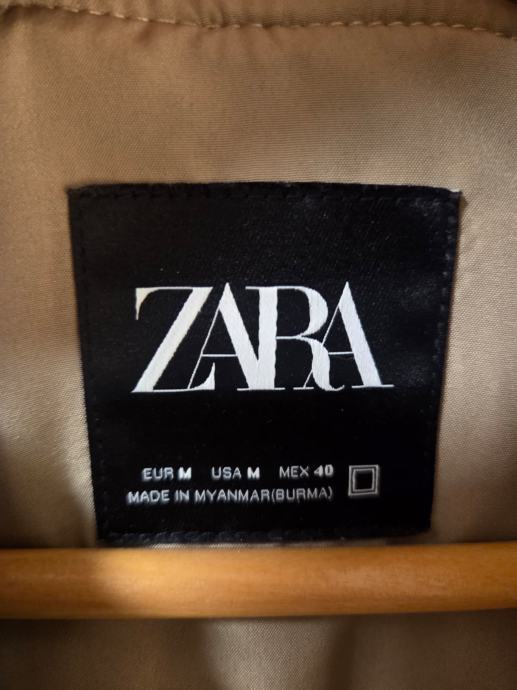 ZARA
EUR M USA M MEX 40
MADE IN MYANMAR(BURMA)